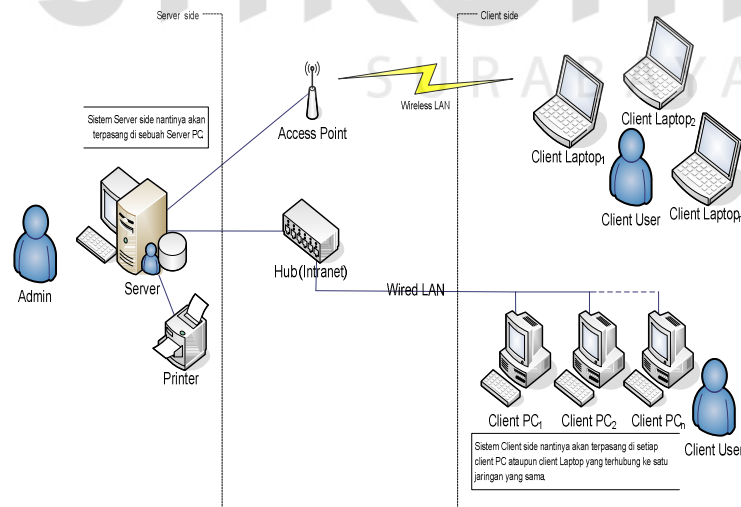 Server side
Client side
SURABAYA
Wireless LAN
Sistem Server side nantinya akan
terpasang di sebuah Server PC.
Access Point
Client Laptop2
Client Laptop1
Client User
Client Laptopn
Hub (Intranet)
Admin
Server
Wired LAN
Printer
Client PC1
Client PC2
Client PCn
Client User
Sistem Client side nantinya akan terpasang di setiap
client PC ataupun client Laptop yang terhubung ke satu
jaringan yang sama.